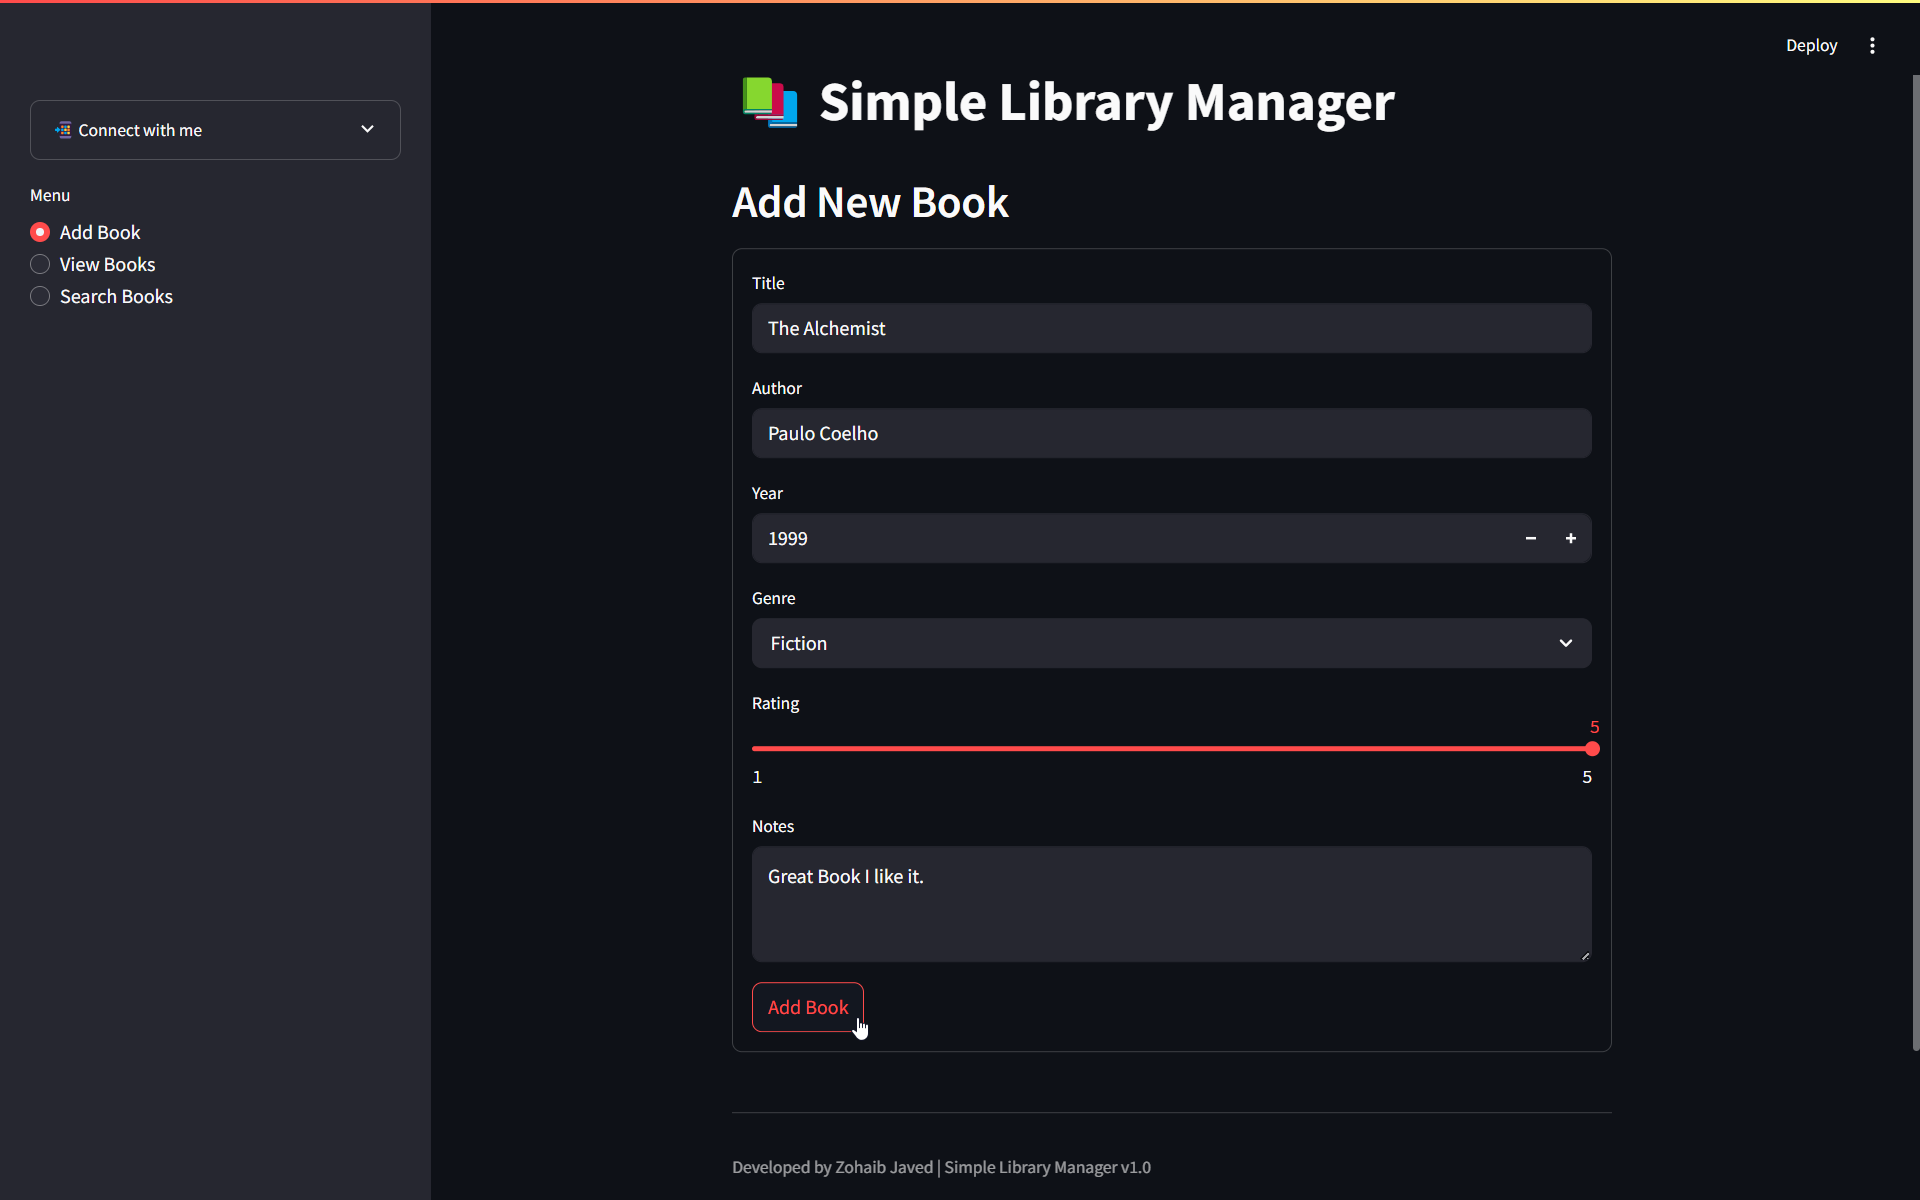 Deploy
Connect with me
Menu
Add Book
View Books
Search Books
Simple Library Manager
Add New Book
Title
The Alchemist
Author
Paulo Coelho
Year
1999
Genre
Fiction
Rating
5
1 5
Notes
Great Book I like it.
Add Book
Developed by Zohaib Javed | Simple Library Manager v1.0